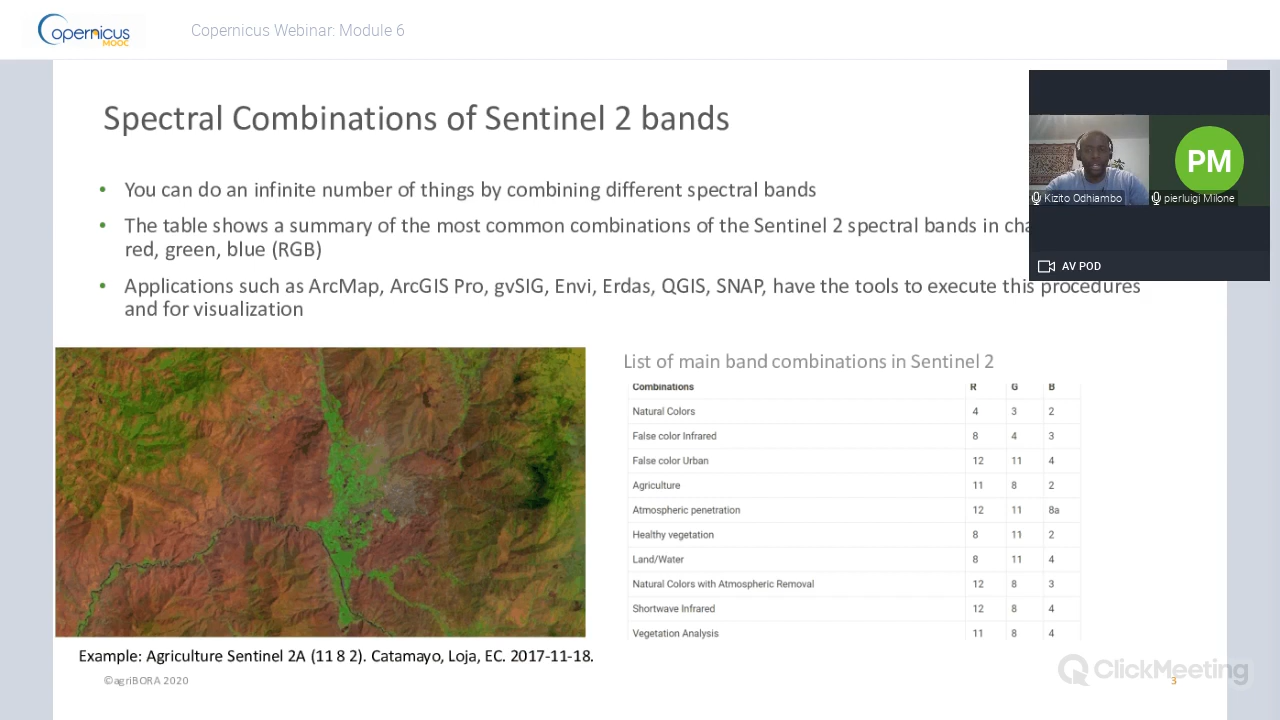 Copernicus
MOOC
Copernicus Webinar: Module 6
Spectral Combinations of Sentinel 2 bands
• You can do an infinite number of things by combining different spectral bands
• The table shows a summary of the most common combinations of the Sentinel 2 spectral bands in
red, green, blue (RGB)
• Applications such as ArcMap, ArcGIS Pro, gvSIG, Envi, Erdas, QGIS, SNAP, have the tools to execute this procedures
and for visualization
PM
Kizito Odhiambo
pierluigi Milone
AV POD
List of main band combinations in Sentinel 2
Combinations R G B
Natural Colors 4 3 2
False color Infrared 8 4 3
False color Urban 12 11 4
Agriculture 11 8 2
Atmospheric penetration 12 11 8a
Healthy vegetation 8 11 2
Land/Water 8 11 4
Natural Colors with Atmospheric Removal 12 8 3
Shortwave Infrared 12 8 4
Vegetation Analysis 11 8 4
Example: Agriculture Sentinel 2A (11 8 2). Catamayo, Loja, EC. 2017-11-18.
©agriBORA 2020
ClickMeeting
3